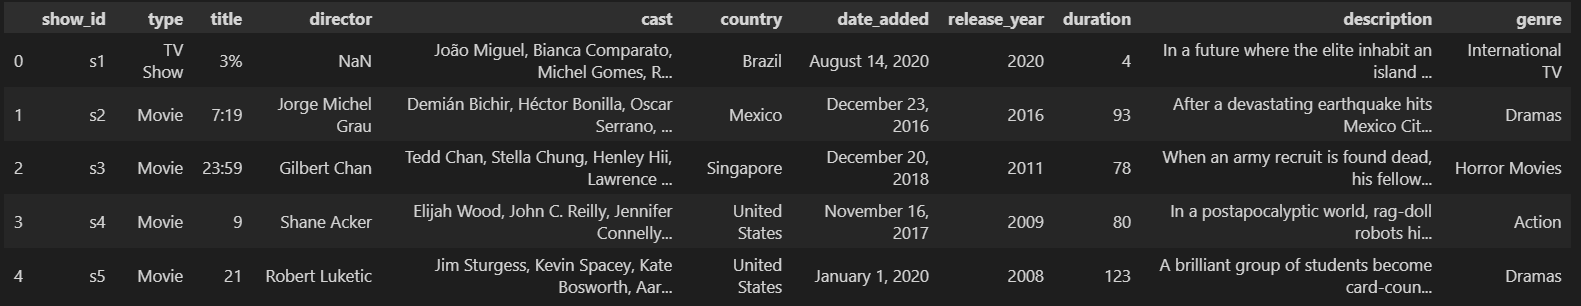 show_id type title director cast country date_added release_year duration description genre
0 s1 TV Show 3% NaN João Miguel, Bianca Comparato, Michel Gomes, R... Brazil August 14, 2020 2020 4 In a future where the elite inhabit an island ... International TV
1 s2 Movie 7:19 Jorge Michel Grau Demián Bichir, Héctor Bonilla, Oscar Serrano, ... Mexico December 23, 2016 2016 93 After a devastating earthquake hits Mexico Cit... Dramas
2 s3 Movie 23:59 Gilbert Chan Tedd Chan, Stella Chung, Henley Hii, Lawrence ... Singapore December 20, 2018 2011 78 When an army recruit is found dead, his fellow... Horror Movies
3 s4 Movie 9 Shane Acker Elijah Wood, John C. Reilly, Jennifer Connelly... United States November 16, 2017 2009 80 In a postapocalyptic world, rag-doll robots hi... Action
4 s5 Movie 21 Robert Luketic Jim Sturgess, Kevin Spacey, Kate Bosworth, Aar... United States January 1, 2020 2008 123 A brilliant group of students become card-coun... Dramas